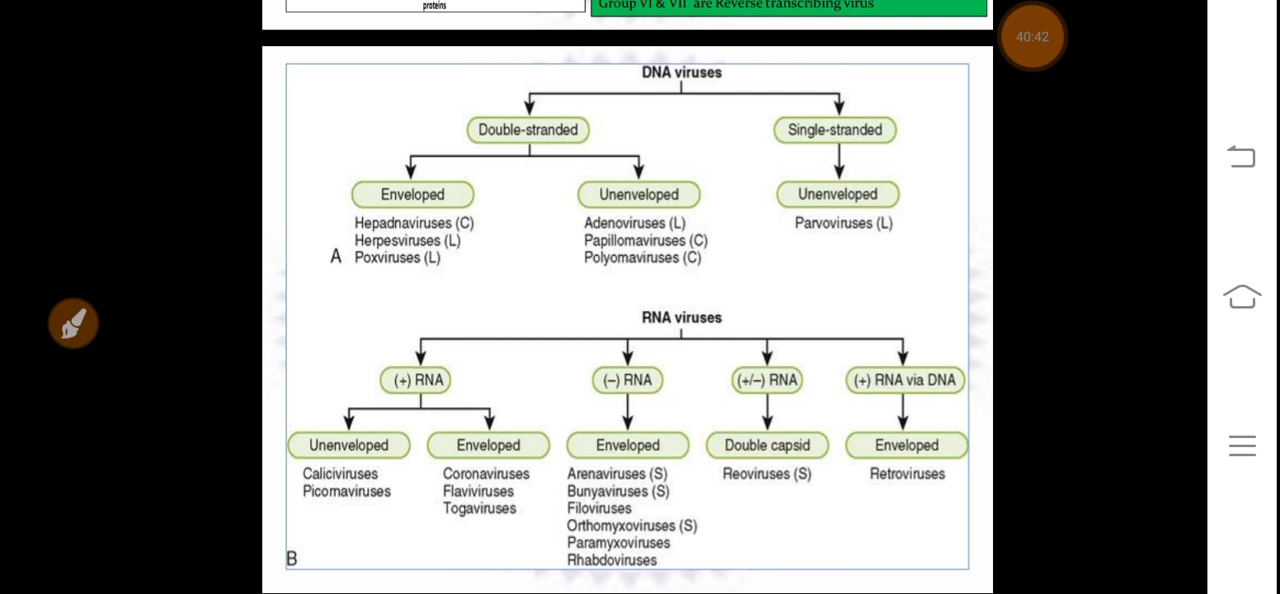 proteins
Group VI & VII are Reverse transcribing virus
40:42
DNA viruses
Double-stranded
Single-stranded
Enveloped
Unenveloped
Unenveloped
Hepadnaviruses (C)
Herpesviruses (L)
Poxviruses (L)
Adenoviruses (L)
Papillomaviruses (C)
Polyomaviruses (C)
Parvoviruses (L)
A
RNA viruses
(+) RNA
(–) RNA
(+/–) RNA
(+) RNA via DNA
Unenveloped
Enveloped
Enveloped
Double capsid
Enveloped
Caliciviruses
Picornaviruses
Coronaviruses
Flaviviruses
Togaviruses
Arenaviruses (S)
Bunyaviruses (S)
Filoviruses
Orthomyxoviruses (S)
Paramyxoviruses
Rhabdoviruses
Reoviruses (S)
Retroviruses
B